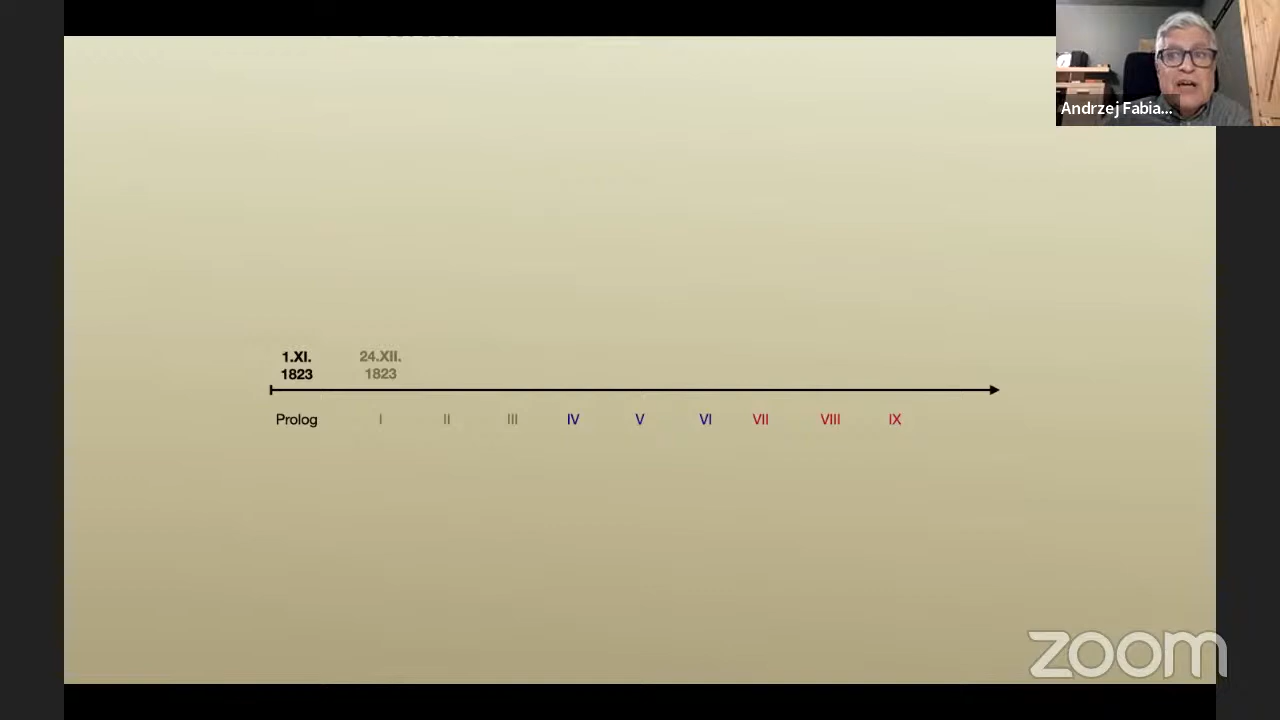 Andrzej Fabia...
1.XI. 24.XII.
1823 1823
Prolog I II III IV V VI VII VIII IX
zoom